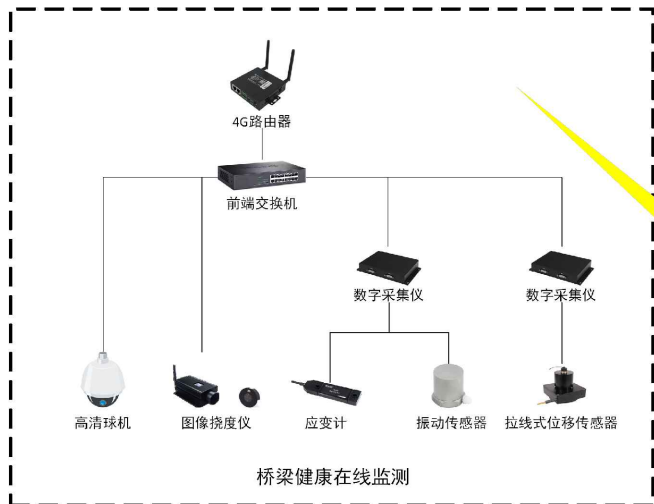 4G路由器
前端交换机
数字采集仪
数字采集仪
高清球机
图像挠度仪
应变计
振动传感器
拉线式位移传感器
桥梁健康在线监测